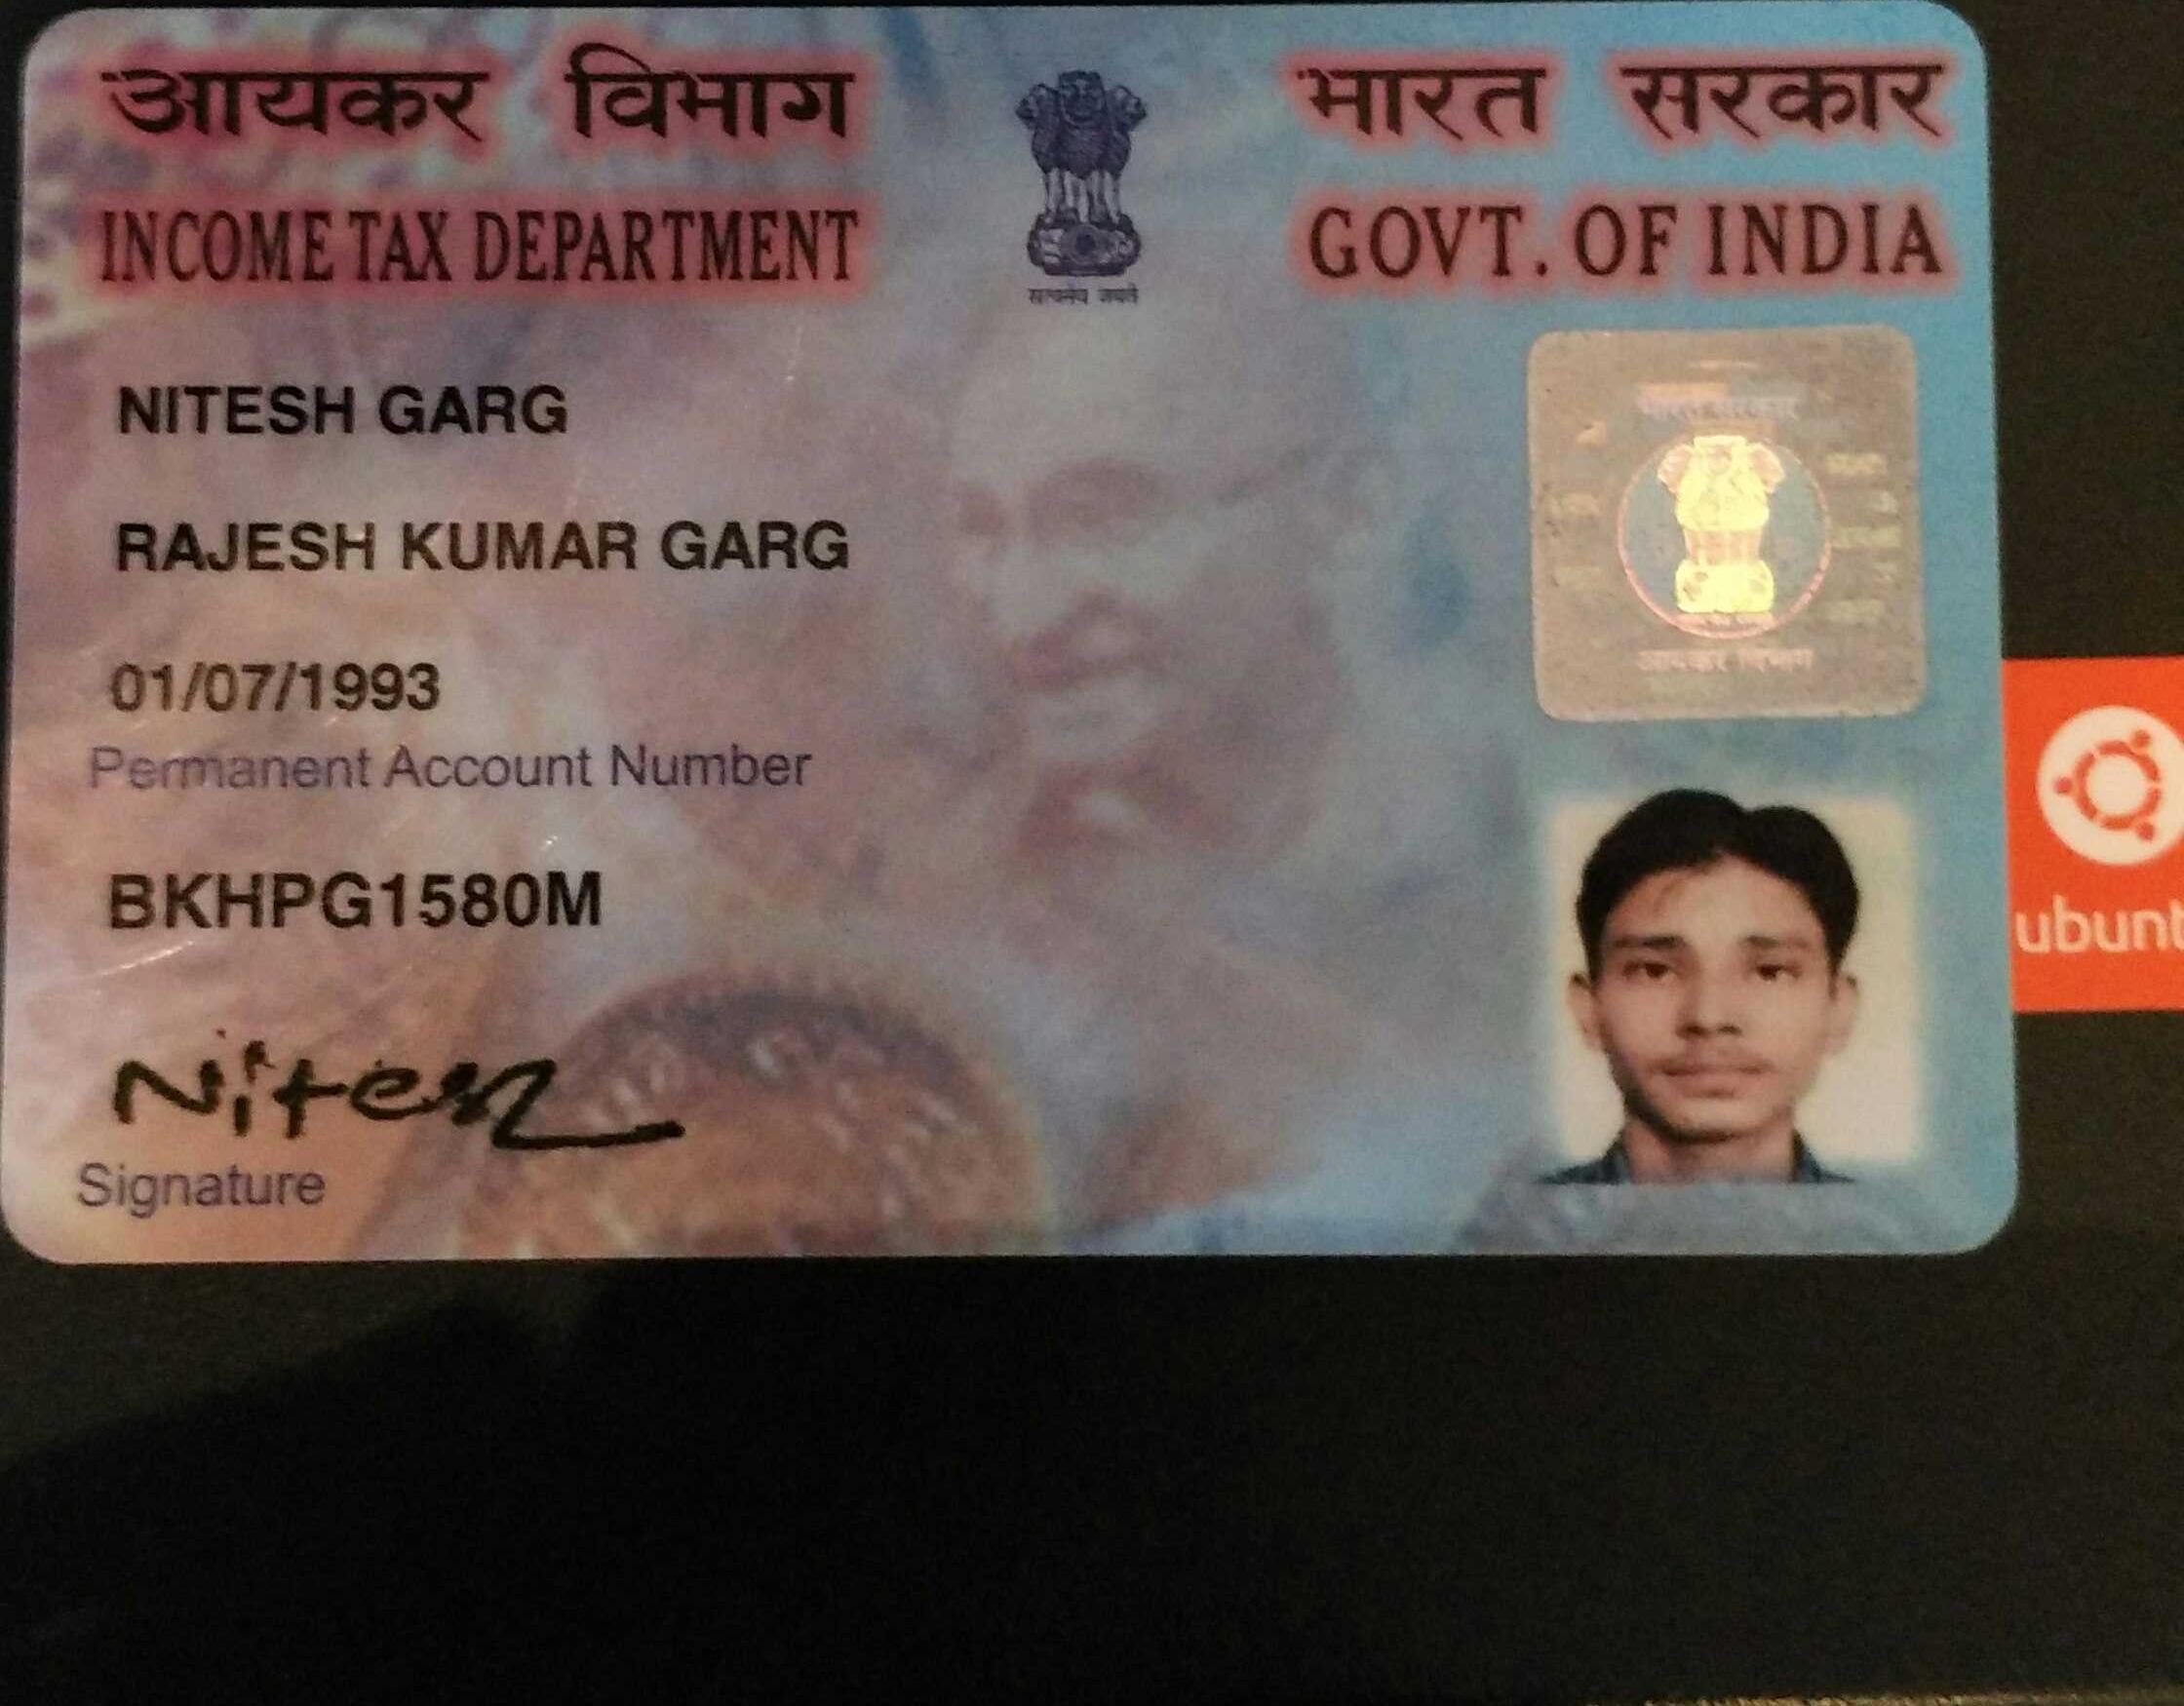 आयकर विभाग
INCOME TAX DEPARTMENT
सत्यमेव जयते
भारत सरकार
GOVT. OF INDIA
NITESH GARG
RAJESH KUMAR GARG
01/07/1993
Permanent Account Number
BKHPG1580M
Nitesh
Signature
भारत सरकार
आयकर विभाग
ubunt